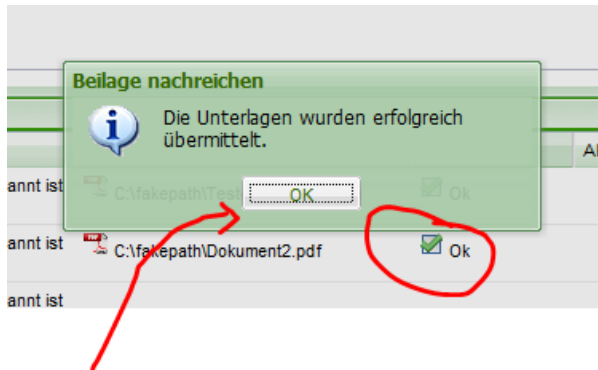 Beilage nachreichen
Die Unterlagen wurden erfolgreich
übermittelt.
OK
annt ist C:\fakepath\Test Ok
annt ist C:\fakepath\Dokument2.pdf Ok
annt ist